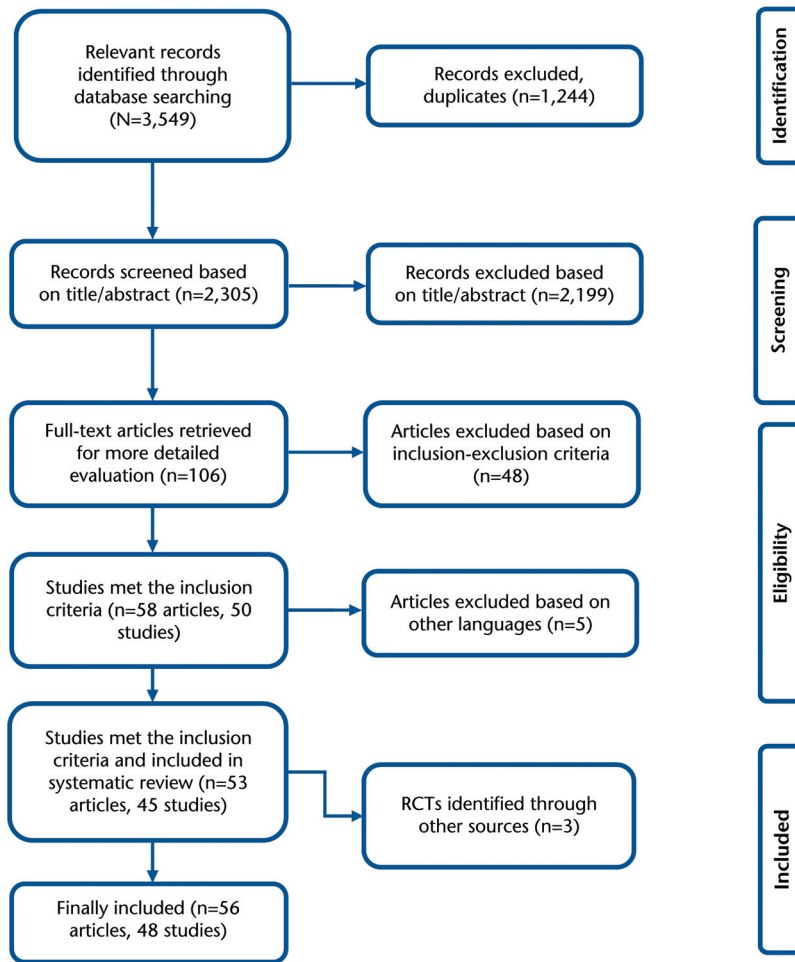 Relevant records
identified through
database searching
(N=3,549)
Records excluded,
duplicates (n=1,244)
Identification
Records screened based
on title/abstract (n=2,305)
Records excluded based
on title/abstract (n=2,199)
Screening
Full-text articles retrieved
for more detailed
evaluation (n=106)
Articles excluded based on
inclusion-exclusion criteria
(n=48)
Eligibility
Studies met the inclusion
criteria (n=58 articles, 50
studies)
Articles excluded based on
other languages (n=5)
Studies met the inclusion
criteria and included in
systematic review (n=53
articles, 45 studies)
RCTs identified through
other sources (n=3)
Included
Finally included (n=56
articles, 48 studies)